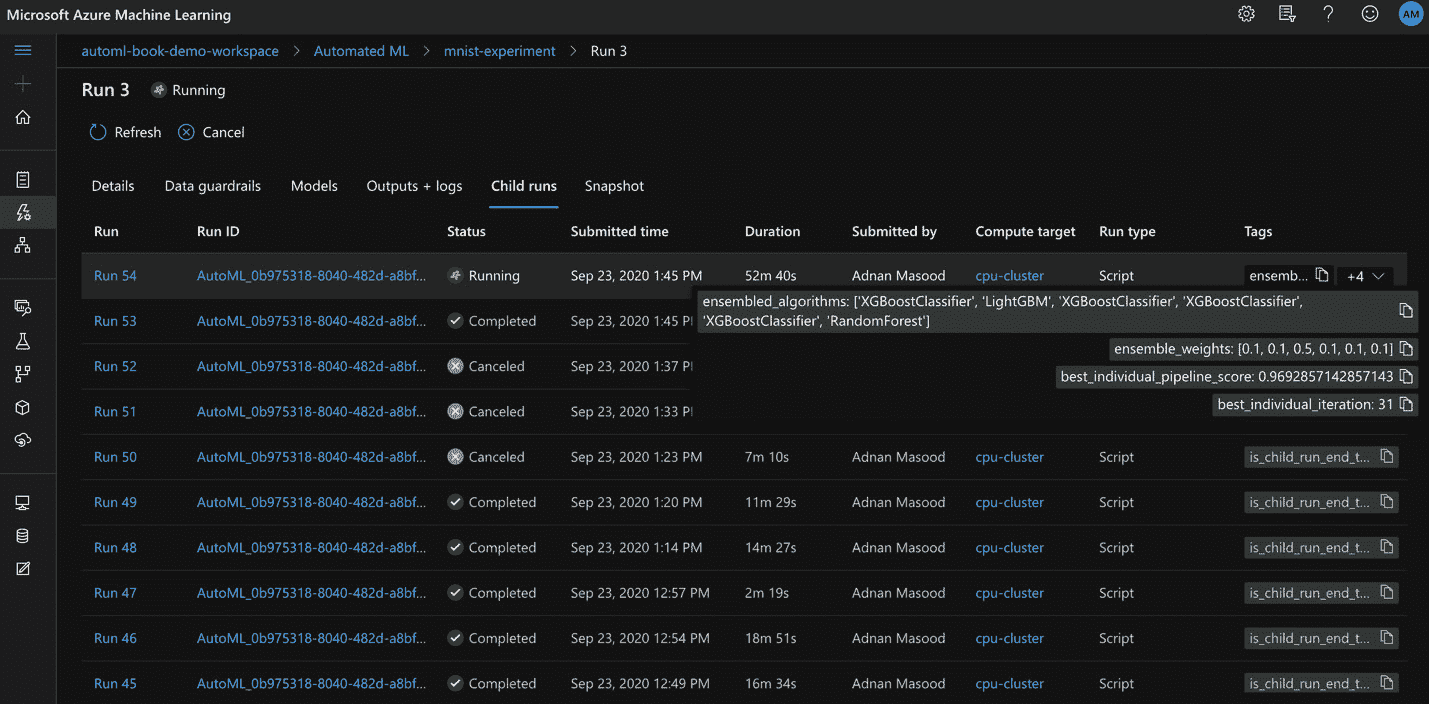 Microsoft Azure Machine Learning
AM
automl-book-demo-workspace > Automated ML > mnist-experiment > Run 3
Run 3 Running
Refresh Cancel
Details Data guardrails Models Outputs + logs Child runs Snapshot
Run Run ID Status Submitted time Duration Submitted by Compute target Run type Tags
Run 54 AutoML_0b975318-8040-482d-a8bf... Running Sep 23, 2020 1:45 PM 52m 40s Adnan Masood cpu-cluster Script ensemb... +4
ensembled_algorithms: ['XGBoostClassifier', 'LightGBM', 'XGBoostClassifier', 'XGBoostClassifier',
'XGBoostClassifier', 'RandomForest']
Run 53 AutoML_0b975318-8040-482d-a8bf... Completed Sep 23, 2020 1:45
ensemble_weights: [0.1, 0.1, 0.5, 0.1, 0.1, 0.1]
Run 52 AutoML_0b975318-8040-482d-a8bf... Canceled Sep 23, 2020 1:37
best_individual_pipeline_score: 0.9692857142857143
best_individual_iteration: 31
Run 51 AutoML_0b975318-8040-482d-a8bf... Canceled Sep 23, 2020 1:33
Run 50 AutoML_0b975318-8040-482d-a8bf... Canceled Sep 23, 2020 1:23 PM 7m 10s Adnan Masood cpu-cluster Script is_child_run_end_t...
Run 49 AutoML_0b975318-8040-482d-a8bf... Completed Sep 23, 2020 1:20 PM 11m 29s Adnan Masood cpu-cluster Script is_child_run_end_t...
Run 48 AutoML_0b975318-8040-482d-a8bf... Completed Sep 23, 2020 1:14 PM 14m 27s Adnan Masood cpu-cluster Script is_child_run_end_t...
Run 47 AutoML_0b975318-8040-482d-a8bf... Completed Sep 23, 2020 12:57 PM 2m 19s Adnan Masood cpu-cluster Script is_child_run_end_t...
Run 46 AutoML_0b975318-8040-482d-a8bf... Completed Sep 23, 2020 12:54 PM 18m 51s Adnan Masood cpu-cluster Script is_child_run_end_t...
Run 45 AutoML_0b975318-8040-482d-a8bf... Completed Sep 23, 2020 12:49 PM 16m 34s Adnan Masood cpu-cluster Script is_child_run_end_t...